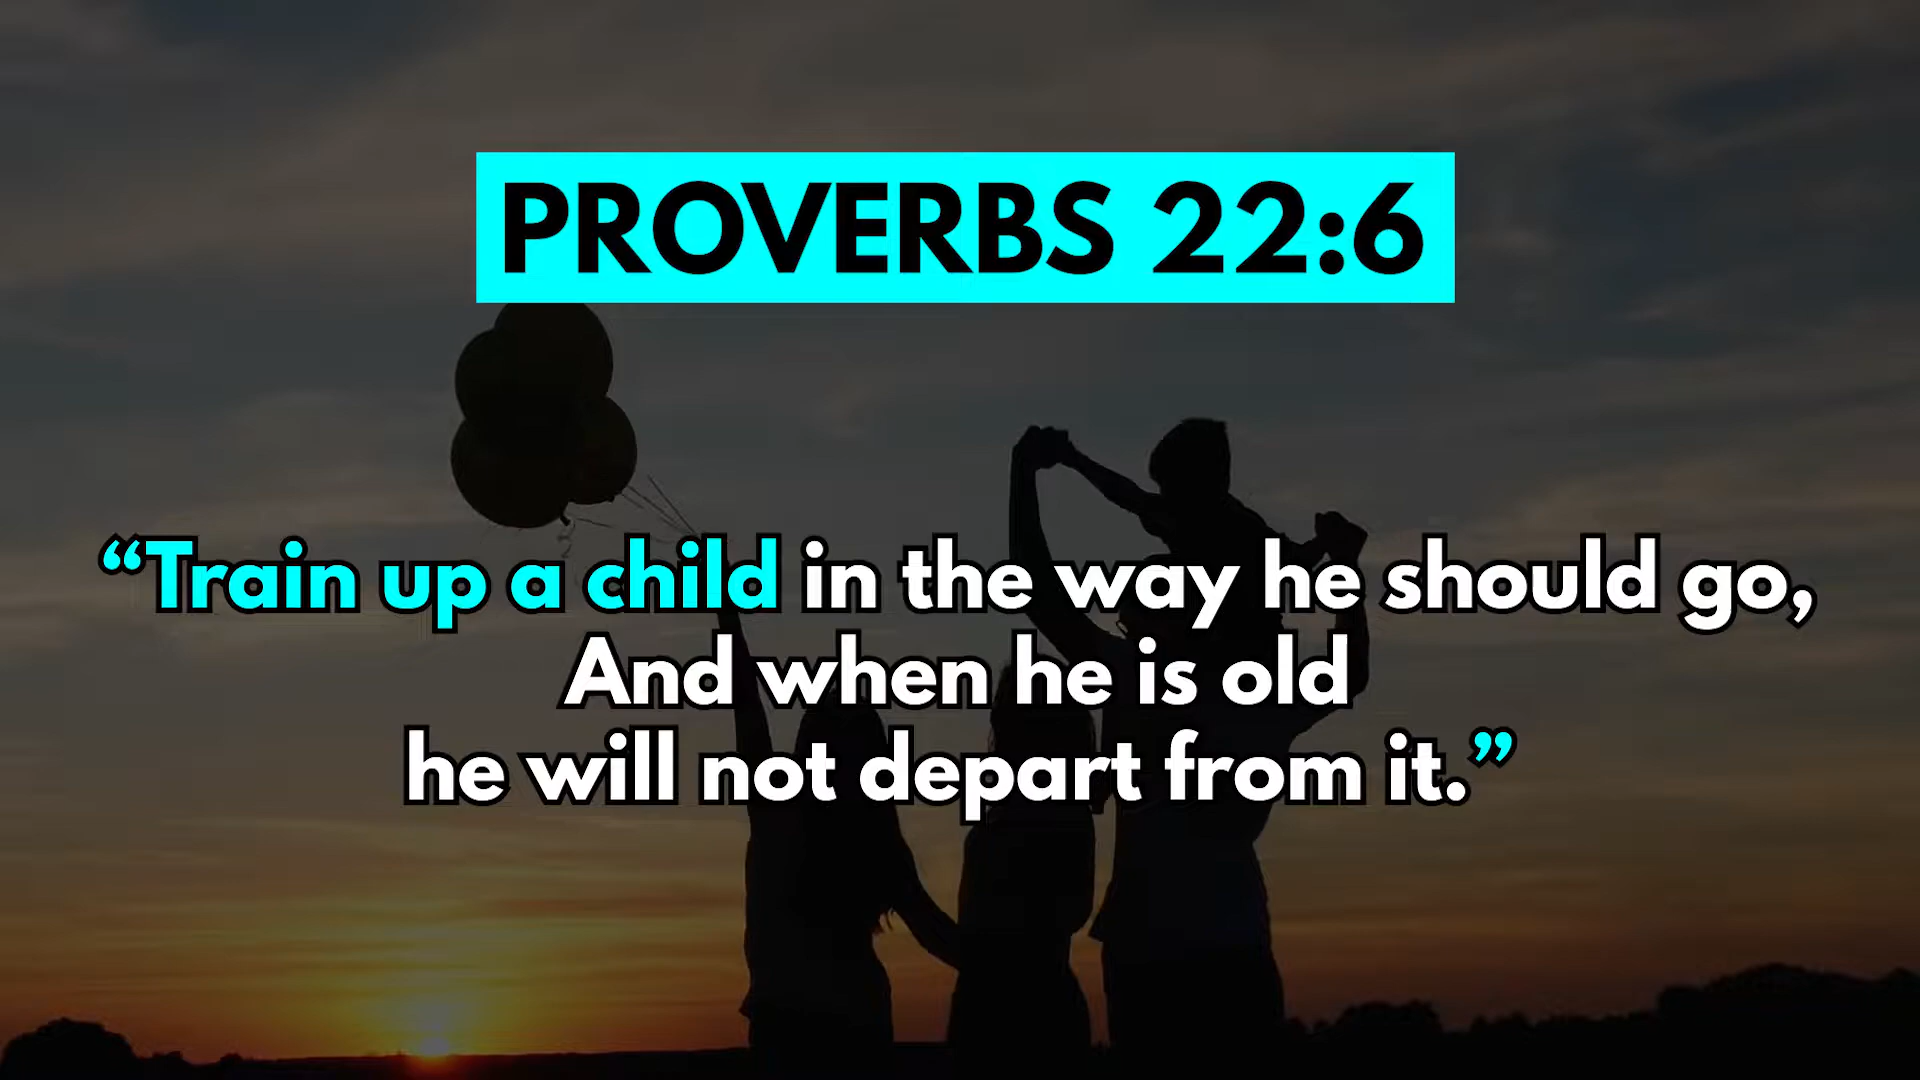 PROVERBS 22:6
“Train up a child in the way he should go,
And when he is old
he will not depart from it.”